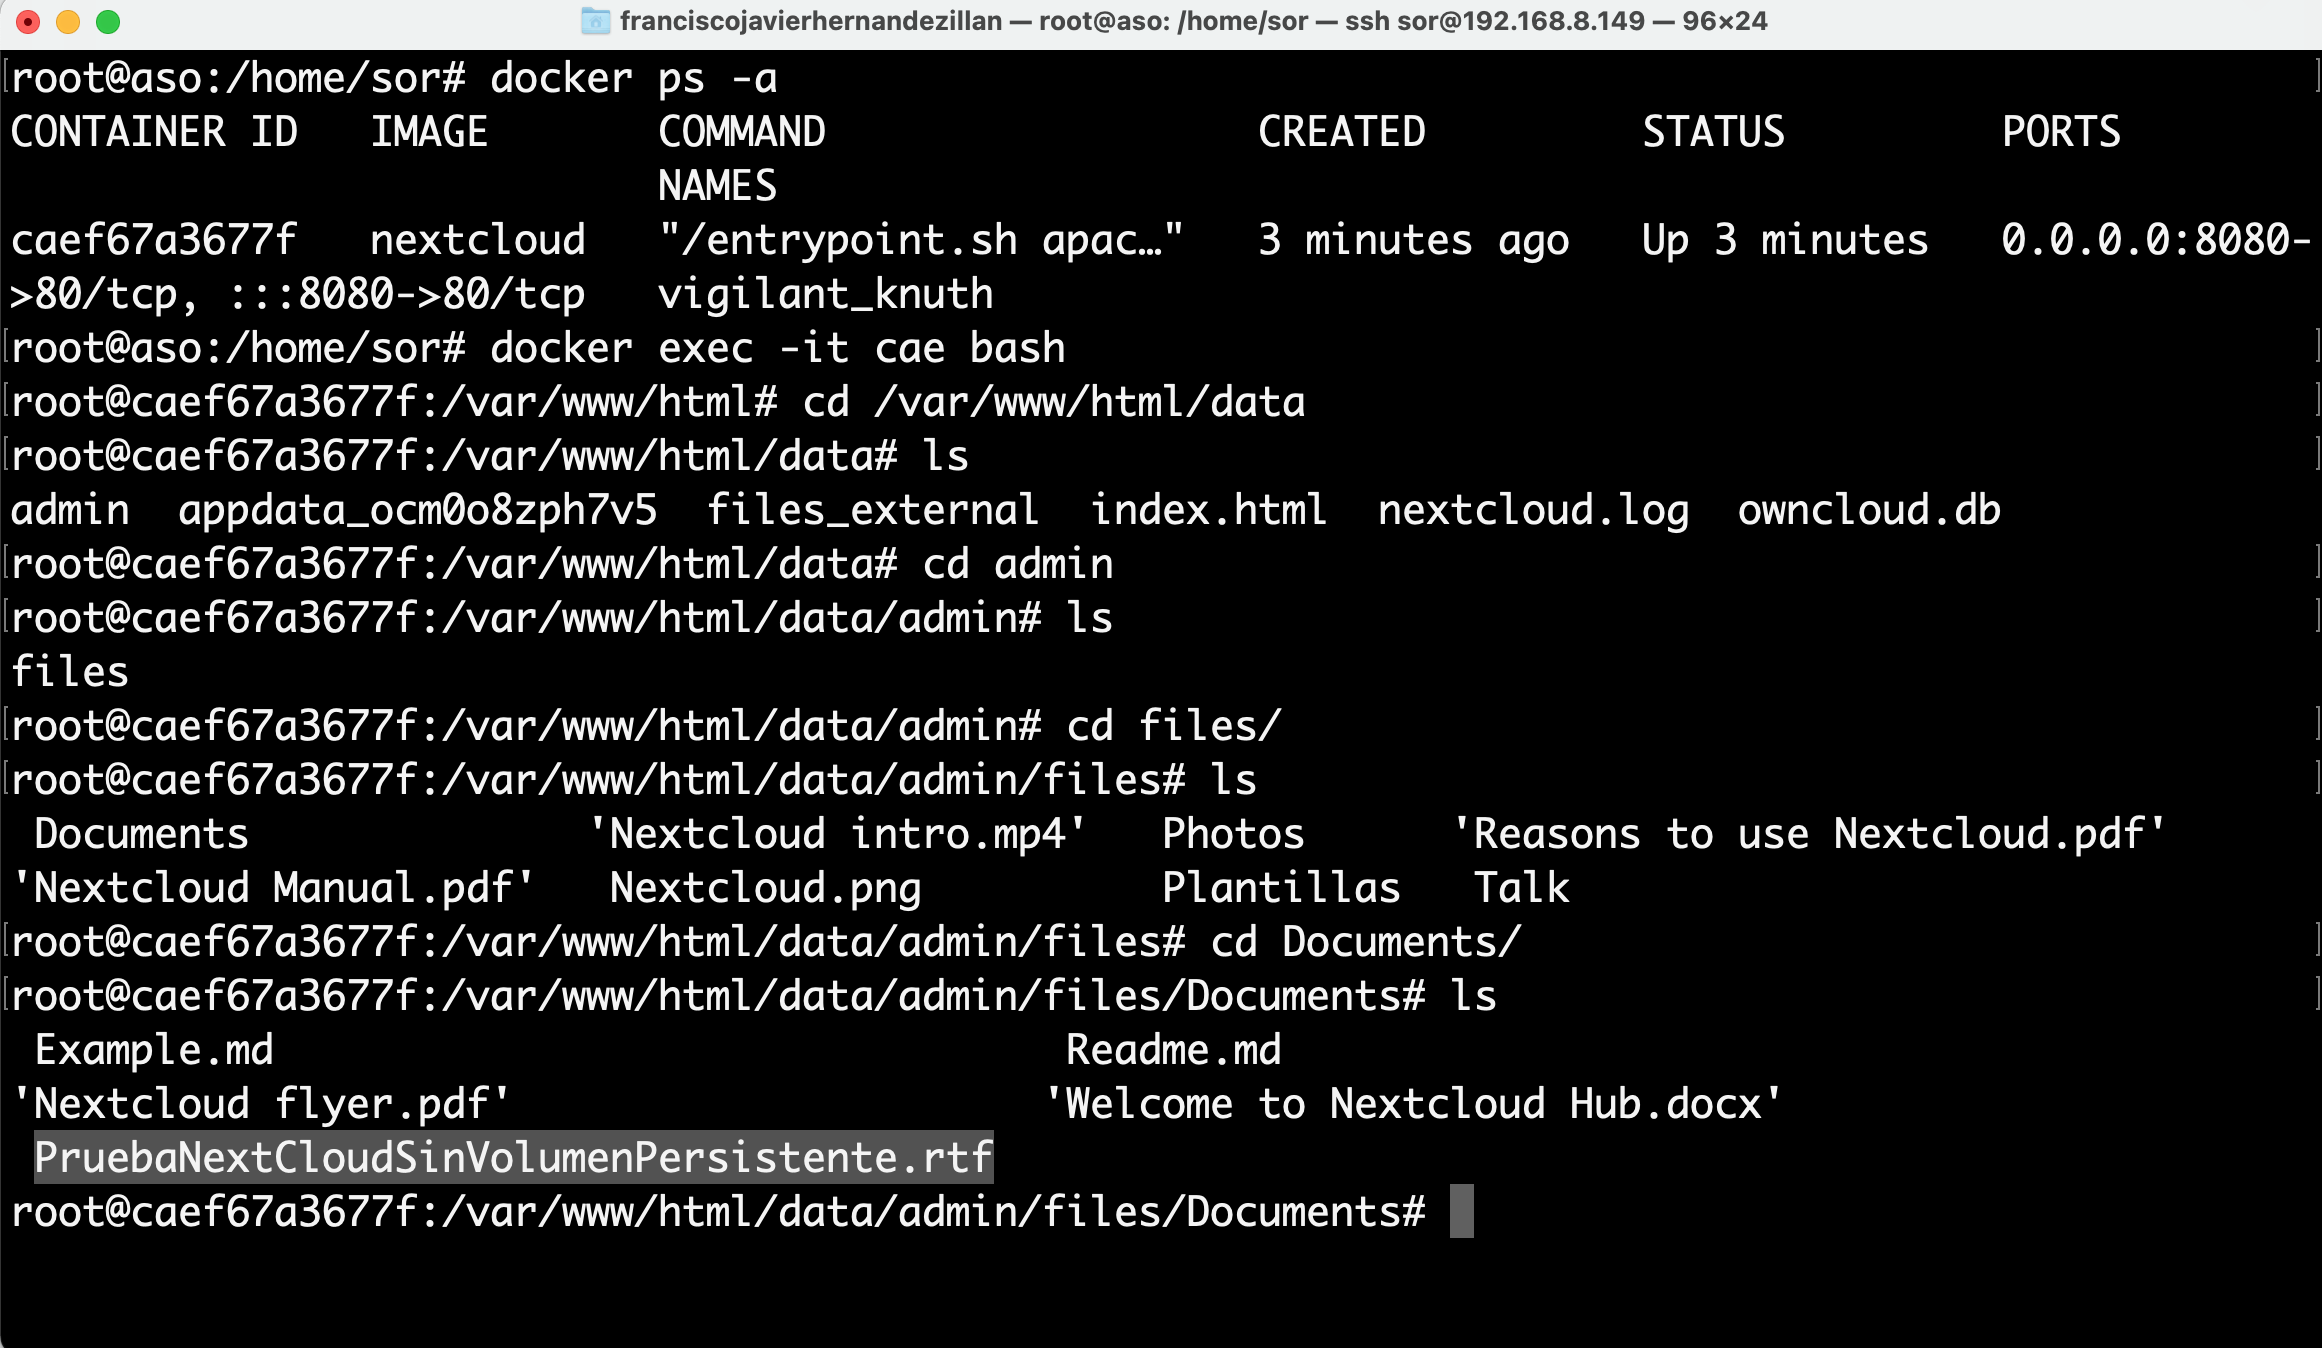 franciscojavierhernandezillan — root@aso: /home/sor — ssh sor@192.168.8.149 — 96×24
root@aso:/home/sor# docker ps -a
CONTAINER ID   IMAGE       COMMAND                  CREATED         STATUS         PORTS
                           NAMES
caef67a3677f   nextcloud   "/entrypoint.sh apac…"   3 minutes ago   Up 3 minutes   0.0.0.0:8080-
>80/tcp, :::8080->80/tcp   vigilant_knuth
root@aso:/home/sor# docker exec -it cae bash
root@caef67a3677f:/var/www/html# cd /var/www/html/data
root@caef67a3677f:/var/www/html/data# ls
admin  appdata_ocm0o8zph7v5  files_external  index.html  nextcloud.log  owncloud.db
root@caef67a3677f:/var/www/html/data# cd admin
root@caef67a3677f:/var/www/html/data/admin# ls
files
root@caef67a3677f:/var/www/html/data/admin# cd files/
root@caef67a3677f:/var/www/html/data/admin/files# ls
 Documents              'Nextcloud intro.mp4'   Photos      'Reasons to use Nextcloud.pdf'
'Nextcloud Manual.pdf'   Nextcloud.png          Plantillas   Talk
root@caef67a3677f:/var/www/html/data/admin/files# cd Documents/
root@caef67a3677f:/var/www/html/data/admin/files/Documents# ls
 Example.md                                 Readme.md
'Nextcloud flyer.pdf'                      'Welcome to Nextcloud Hub.docx'
 PruebaNextCloudSinVolumenPersistente.rtf
root@caef67a3677f:/var/www/html/data/admin/files/Documents#